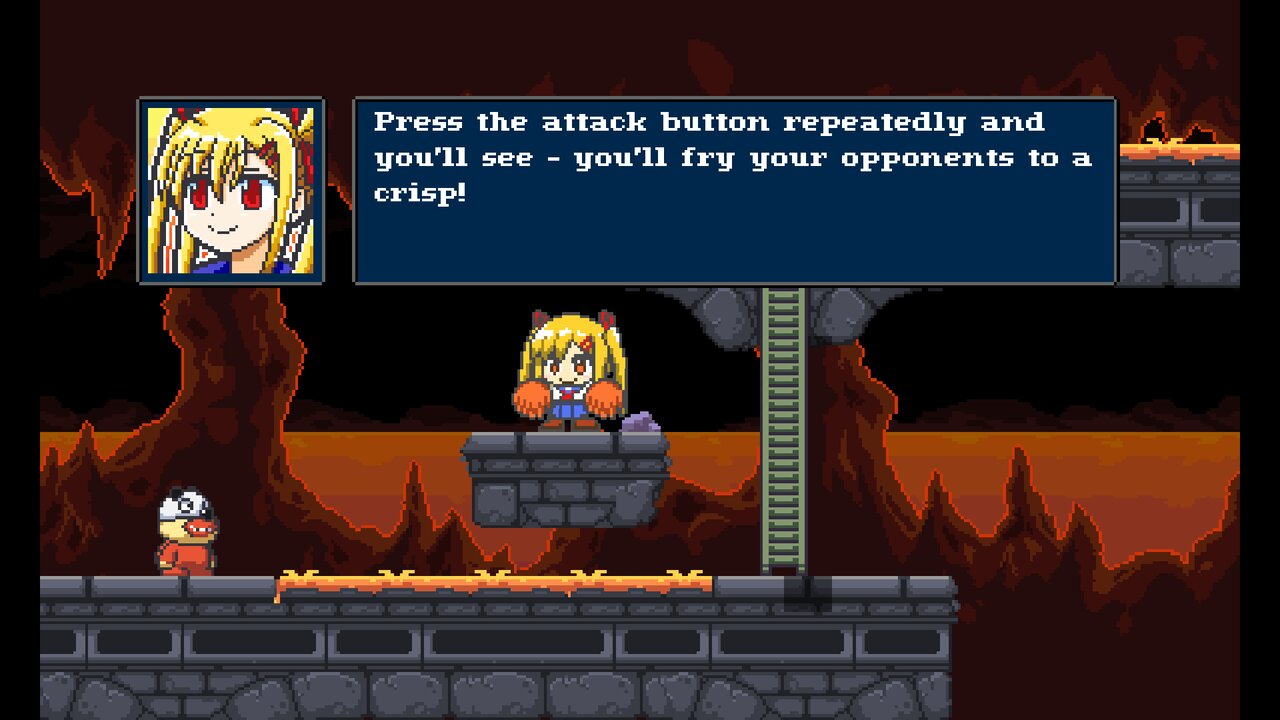 Press the attack button repeatedly and
you'll see - you'll fry your opponents to a
crisp!